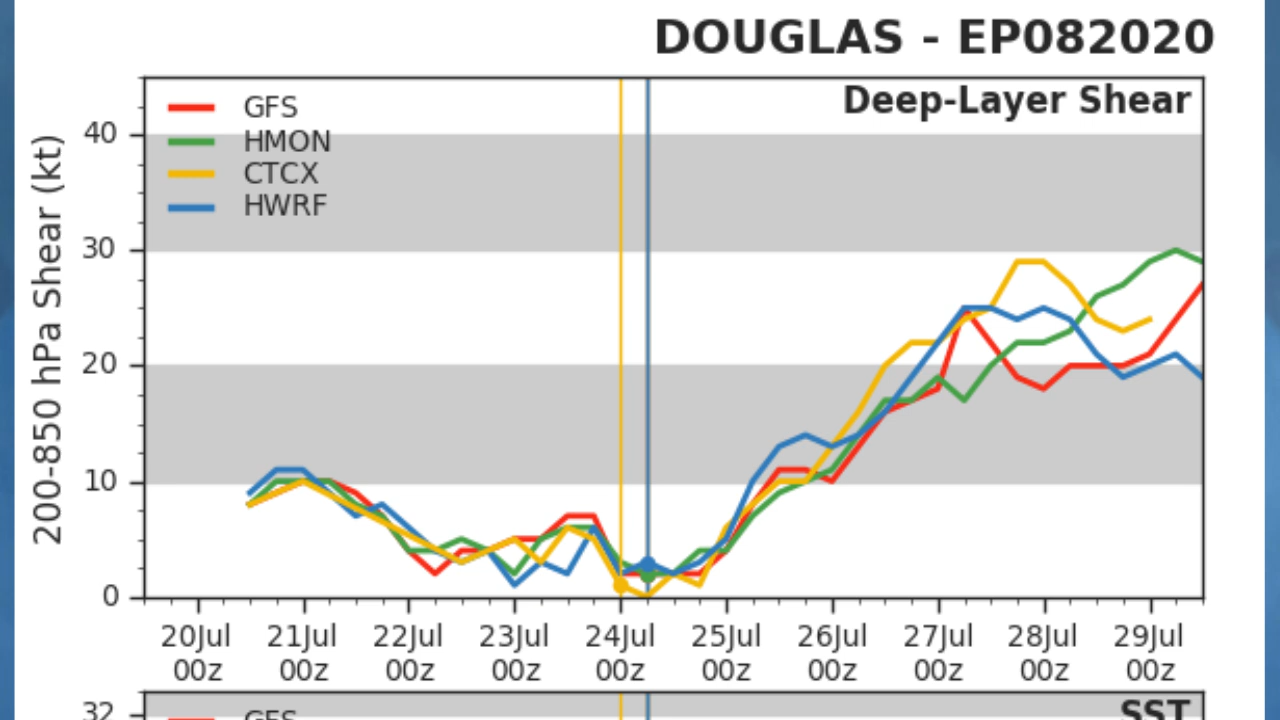 DOUGLAS - EP082020
Deep-Layer Shear
GFS
HMON
CTCX
HWRF
200-850 hPa Shear (kt)
40
30
20
10
0
20Jul 21Jul 22Jul 23Jul 24Jul 25Jul 26Jul 27Jul 28Jul 29Jul
00z 00z 00z 00z 00z 00z 00z 00z 00z 00z
32
GFS
SST